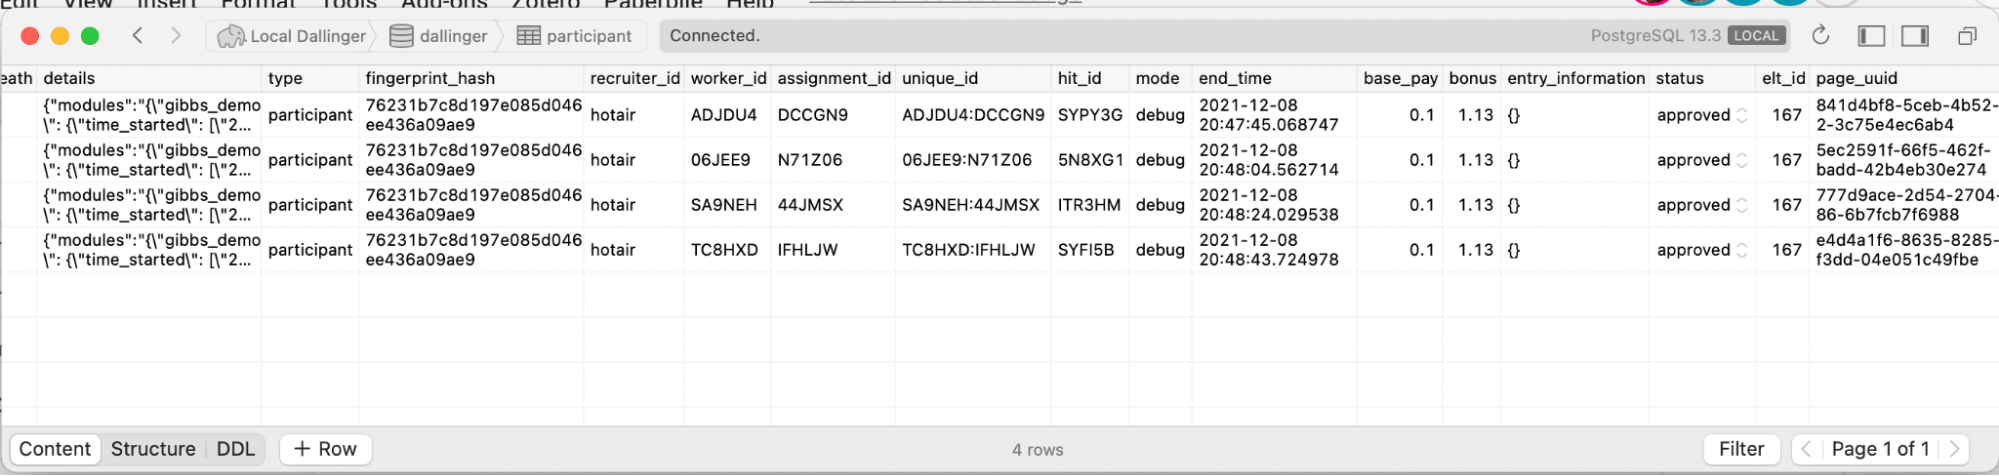 Edit View Insert Format Tools Add-ons Zotero Paperpile Help
Local Dallinger dallinger participant Connected. PostgreSQL 13.3 LOCAL
eath details type fingerprint_hash recruiter_id worker_id assignment_id unique_id hit_id mode end_time base_pay bonus entry_information status elt_id page_uuid
{"modules":"{\"gibbs_demo 76231b7c8d197e085d046 2021-12-08 841d4bf8-5ceb-4b52-
participant hotair ADJDU4 DCCGN9 ADJDU4:DCCGN9 SYPY3G debug 0.1 1.13 {} approved 167
\": {\"time_started\": [\"2... ee436a09ae9 20:47:45.068747 2-3c75e4ec6ab4
{"modules":"{\"gibbs_demo 76231b7c8d197e085d046 2021-12-08 5ec2591f-66f5-462f-
participant hotair 06JEE9 N71Z06 06JEE9:N71Z06 5N8XG1 debug 0.1 1.13 {} approved 167
\": {\"time_started\": [\"2... ee436a09ae9 20:48:04.562714 badd-42b4eb30e274
{"modules":"{\"gibbs_demo 76231b7c8d197e085d046 2021-12-08 777d9ace-2d54-2704-
participant hotair SA9NEH 44JMSX SA9NEH:44JMSX ITR3HM debug 0.1 1.13 {} approved 167
\": {\"time_started\": [\"2... ee436a09ae9 20:48:24.029538 86-6b7fcb7f6988
{"modules":"{\"gibbs_demo 76231b7c8d197e085d046 2021-12-08 e4d4a1f6-8635-8285-
participant hotair TC8HXD IFHLJW TC8HXD:IFHLJW SYFI5B debug 0.1 1.13 {} approved 167
\": {\"time_started\": [\"2... ee436a09ae9 20:48:43.724978 f3dd-04e051c49fbe
Content Structure DDL + Row 4 rows Filter Page 1 of 1